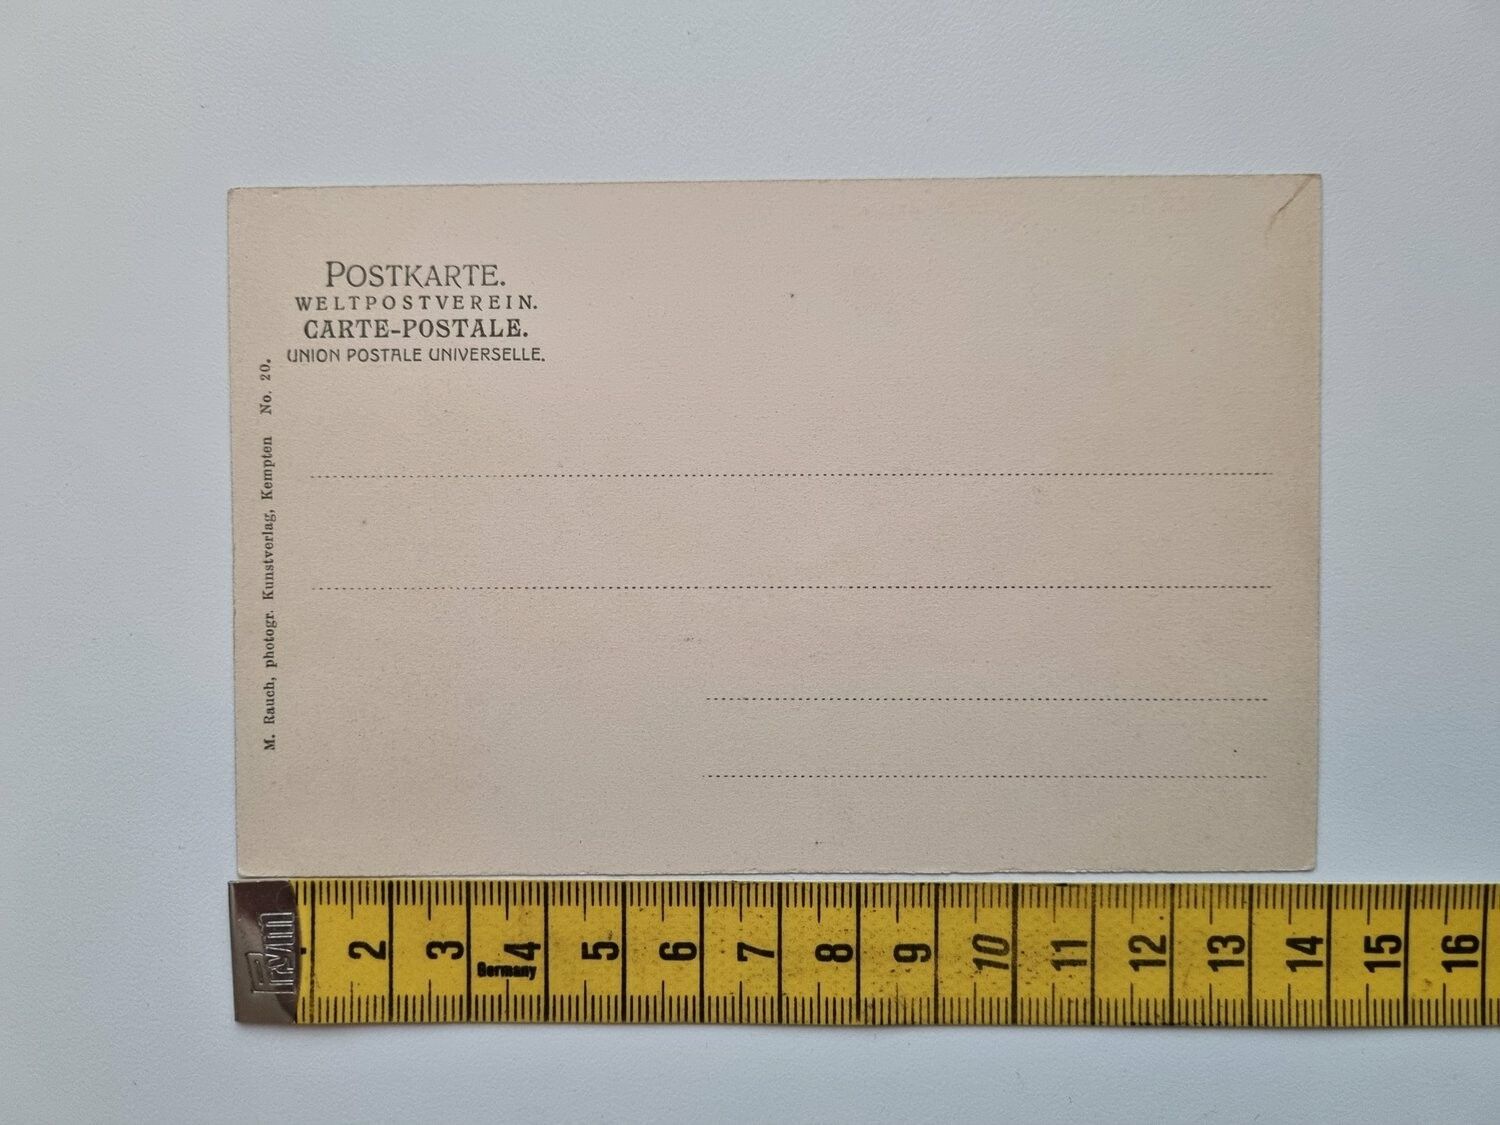 POSTKARTE.
WELTPOSTVEREIN.
CARTE-POSTALE.
UNION POSTALE UNIVERSELLE.
M. Rauch, photogr. Kunstverlag, Kempten No. 20.
Prym
2 3 4 5 6 7 8 9 10 11 12 13 14 15 16
Germany